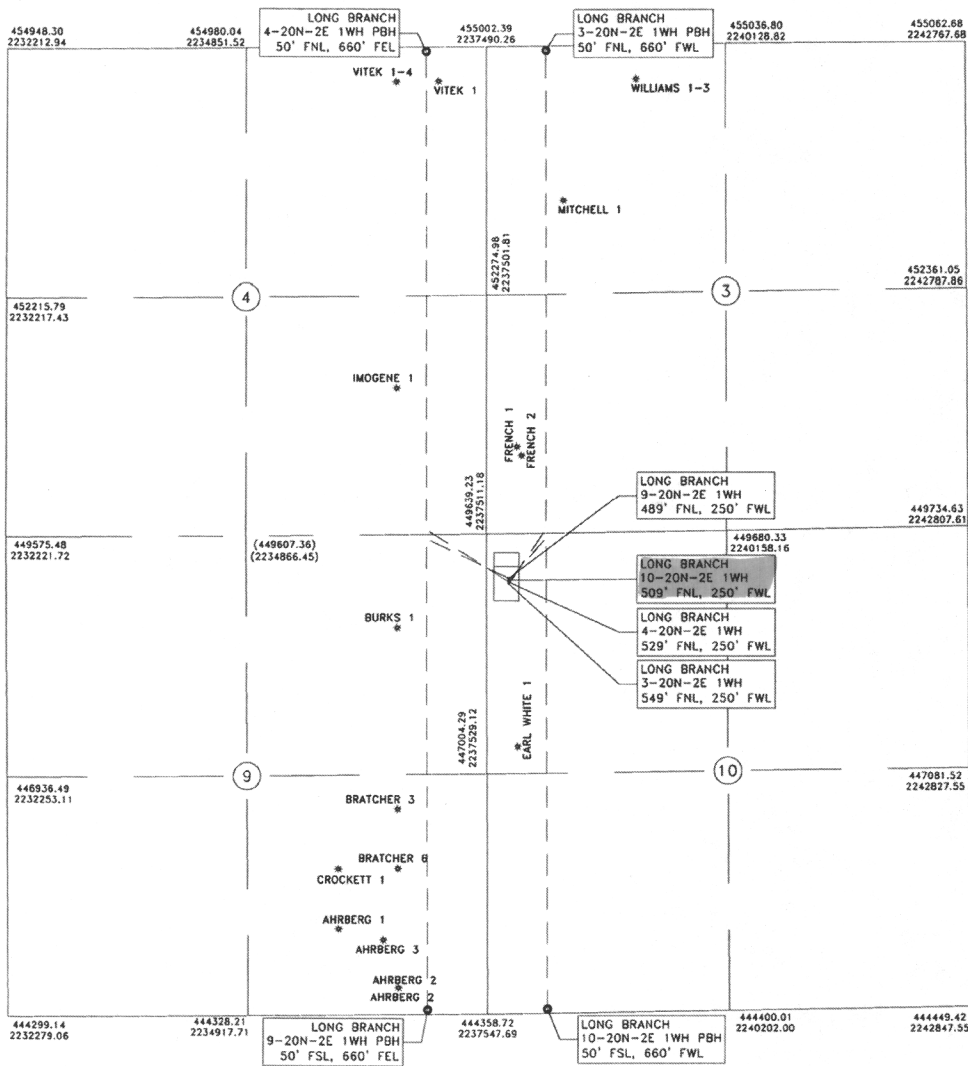 454948.30
2232212.94
454980.04
2234851.52
LONG BRANCH
4-20N-2E 1WH PBH
50' FNL, 660' FEL
455002.39
2237490.26
LONG BRANCH
3-20N-2E 1WH PBH
50' FNL, 660' FWL
455036.80
2240128.82
455062.68
2242767.68
VITEK 1-4
VITEK 1
WILLIAMS 1-3
MITCHELL 1
452274.98
2237501.81
452215.79
2232217.43
4
3
452361.05
2242787.86
IMOGENE 1
FRENCH 1
FRENCH 2
LONG BRANCH
9-20N-2E 1WH
489' FNL, 250' FWL
449639.23
2237511.18
449575.48
2232221.72
(449607.36)
(2234866.45)
449680.33
2240158.16
449734.63
2242807.61
LONG BRANCH
10-20N-2E 1WH
509' FNL, 250' FWL
BURKS 1
LONG BRANCH
4-20N-2E 1WH
529' FNL, 250' FWL
LONG BRANCH
3-20N-2E 1WH
549' FNL, 250' FWL
EARL WHITE 1
447004.29
2237529.12
446936.49
2232253.11
9
10
447081.52
2242827.55
BRATCHER 3
BRATCHER 6
CROCKETT 1
AHRBERG 1
AHRBERG 3
AHRBERG 2
AHRBERG 2
444299.14
2232279.06
444328.21
2234917.71
LONG BRANCH
9-20N-2E 1WH PBH
50' FSL, 660' FEL
444358.72
2237547.69
LONG BRANCH
10-20N-2E 1WH PBH
50' FSL, 660' FWL
444400.01
2240202.00
444449.42
2242847.55